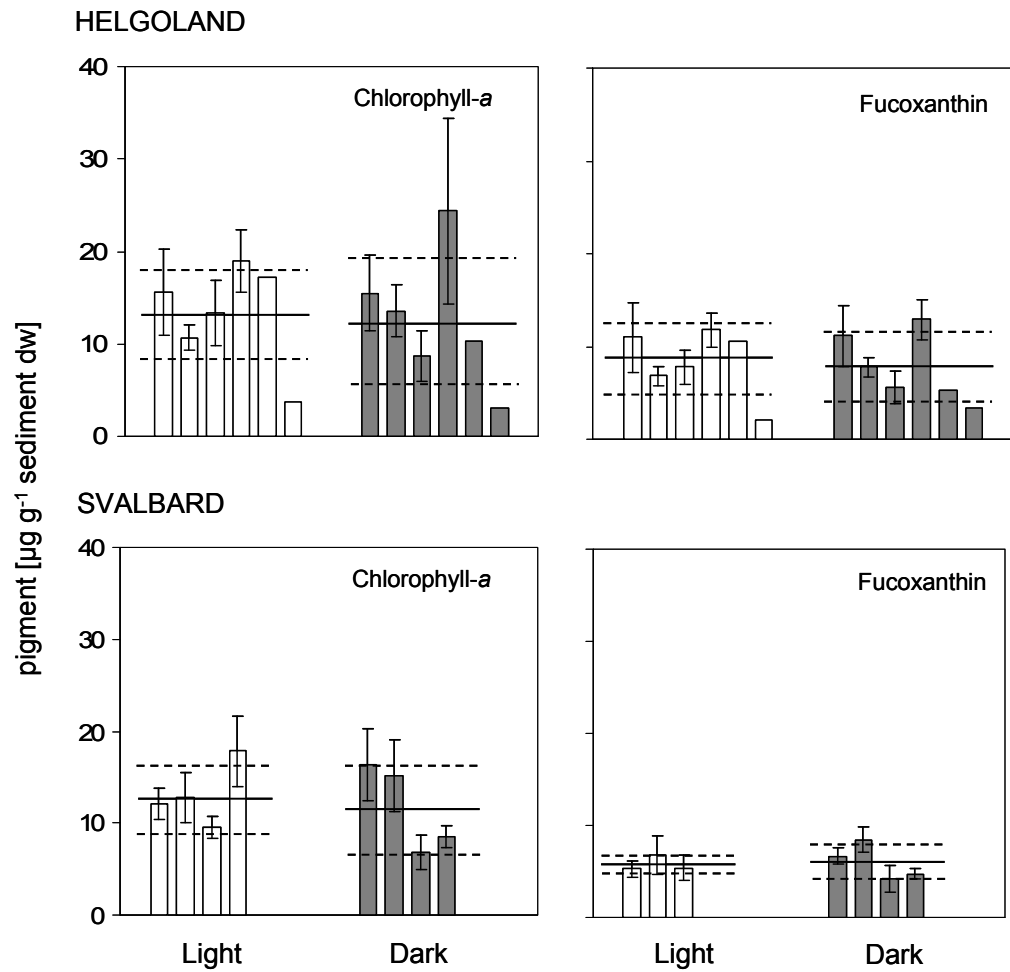 HELGOLAND
40
30
20
10
0
Chlorophyll-a
Fucoxanthin
pigment [µg g⁻¹ sediment dw]
SVALBARD
40
30
20
10
0
Chlorophyll-a
Fucoxanthin
Light
Dark
Light
Dark